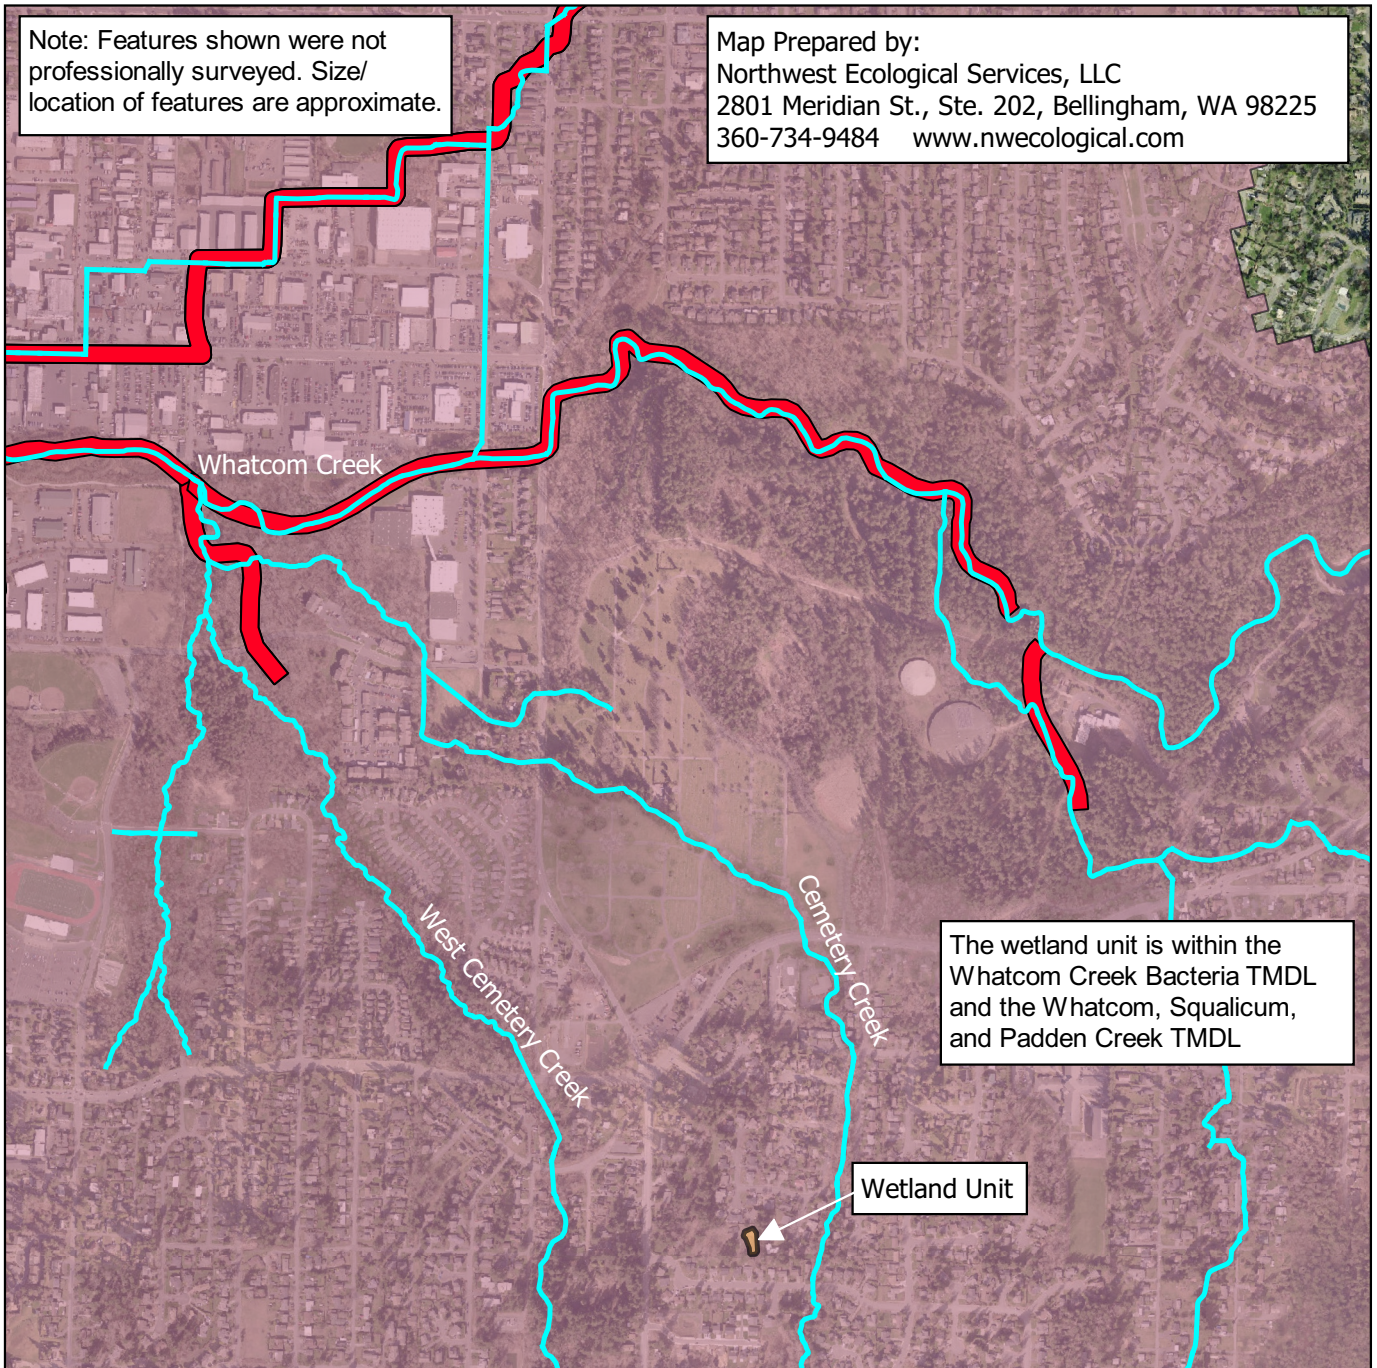 Note: Features shown were not
professionally surveyed. Size/
location of features are approximate.
Map Prepared by:
Northwest Ecological Services, LLC
2801 Meridian St., Ste. 202, Bellingham, WA 98225
360-734-9484 www.nwecological.com
Whatcom Creek
West Cemetery Creek
Cemetery Creek
The wetland unit is within the
Whatcom Creek Bacteria TMDL
and the Whatcom, Squalicum,
and Padden Creek TMDL
Wetland Unit